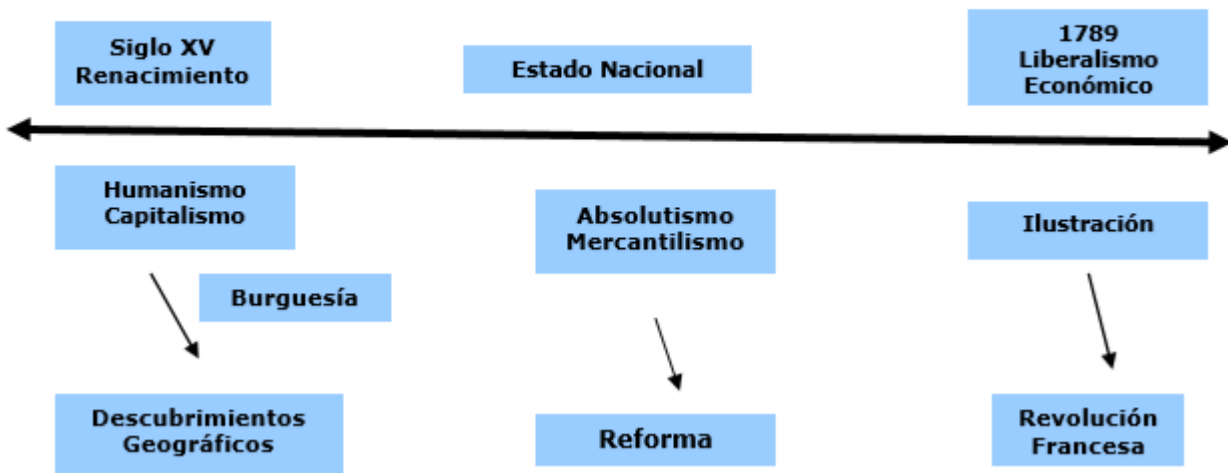 Siglo XV
Renacimiento
Estado Nacional
1789
Liberalismo
Económico
Humanismo
Capitalismo
Absolutismo
Mercantilismo
Ilustración
Burguesía
Descubrimientos
Geográficos
Reforma
Revolución
Francesa